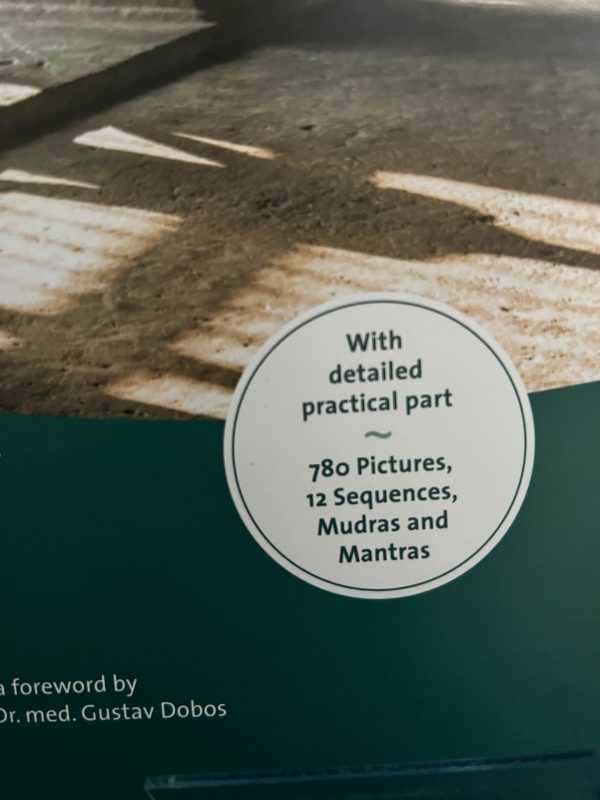 With
detailed
practical part
~
780 Pictures,
12 Sequences,
Mudras and
Mantras
a foreword by
Dr. med. Gustav Dobos